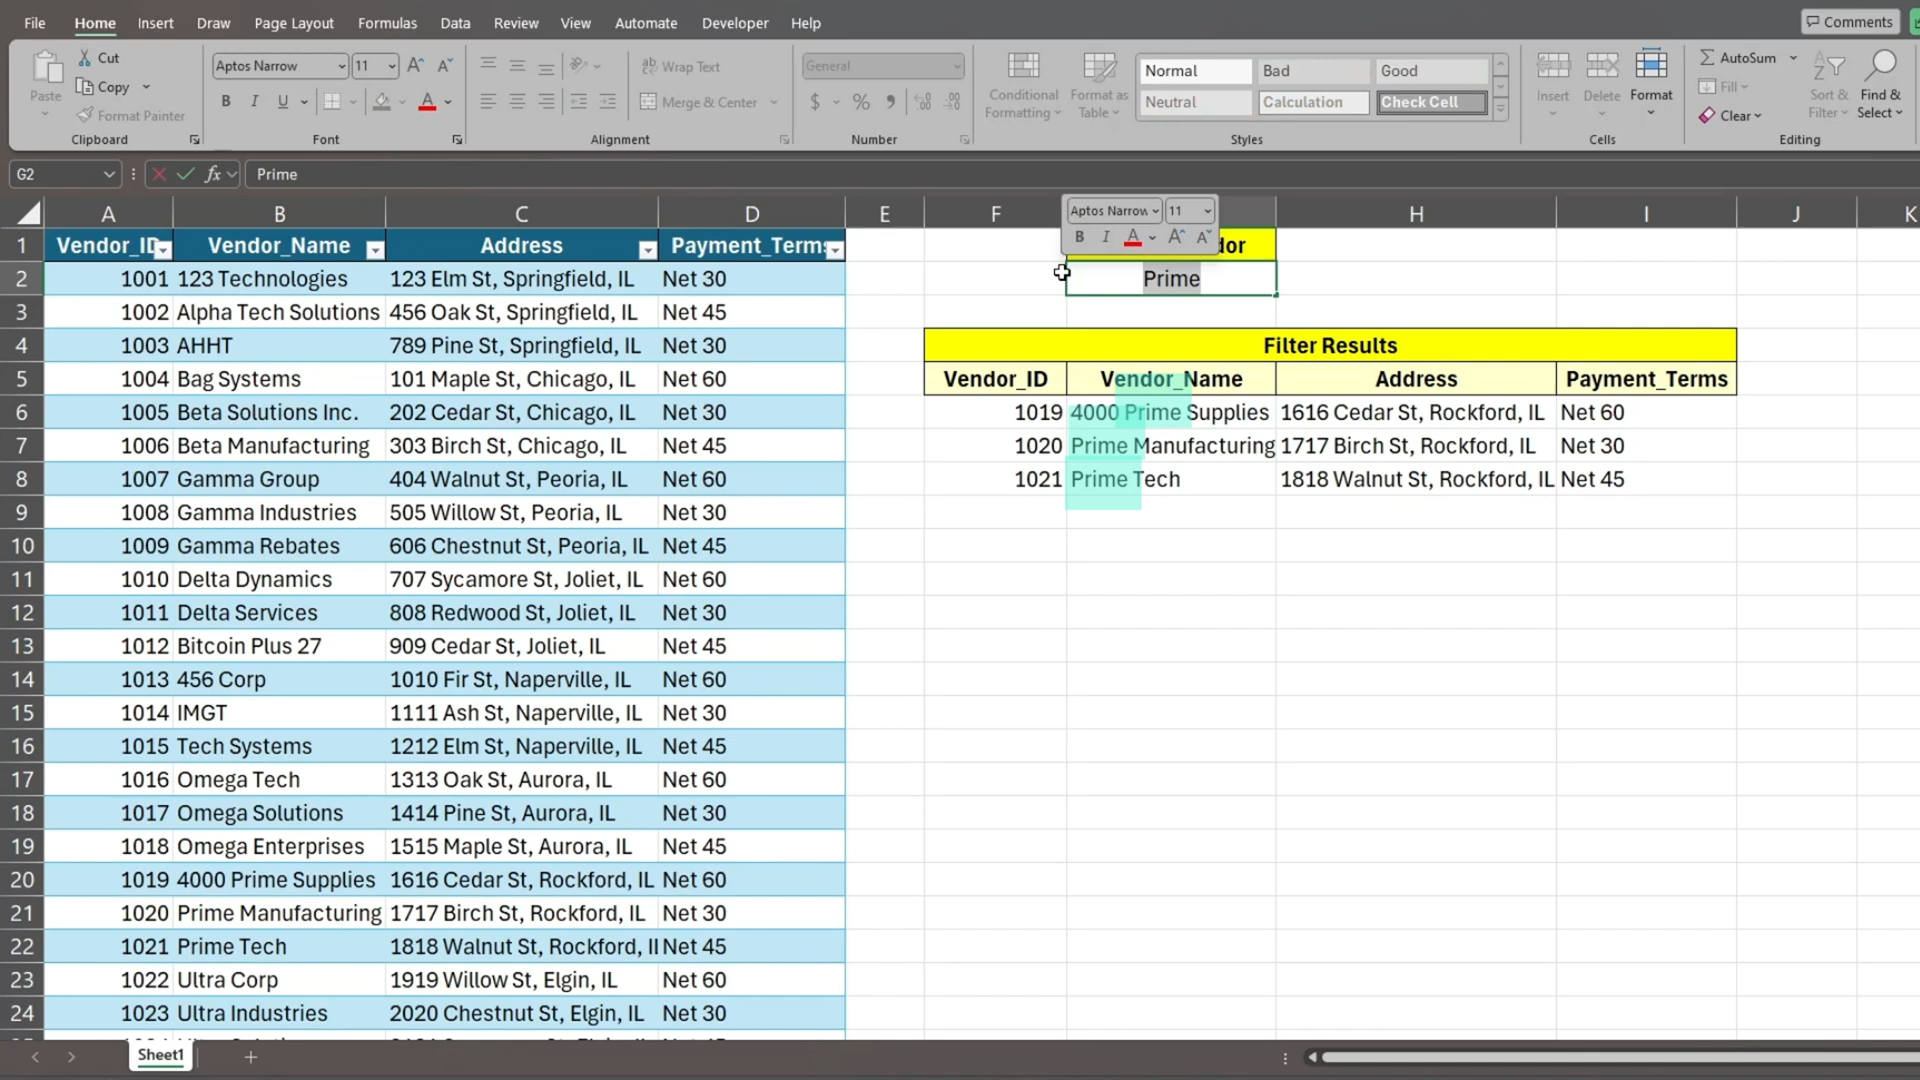 File Home Insert Draw Page Layout Formulas Data Review View Automate Developer Help Comments
Paste Cut Copy Format Painter Clipboard
Aptos Narrow 11 A A B I U A Font
ab Wrap Text Merge & Center Alignment
General $ % 9 Number
Conditional Formatting Format as Table Normal Bad Good Neutral Calculation Check Cell Styles
Insert Delete Format Cells
AutoSum Fill Clear Sort & Filter Find & Select Editing
G2 fx Prime
Aptos Narrow 11
B I A A A
A B C D E F H I J K
1 Vendor_ID Vendor_Name Address Payment_Terms dor
2 1001 123 Technologies 123 Elm St, Springfield, IL Net 30 Prime
3 1002 Alpha Tech Solutions 456 Oak St, Springfield, IL Net 45
4 1003 AHHT 789 Pine St, Springfield, IL Net 30 Filter Results
5 1004 Bag Systems 101 Maple St, Chicago, IL Net 60 Vendor_ID Vendor_Name Address Payment_Terms
6 1005 Beta Solutions Inc. 202 Cedar St, Chicago, IL Net 30 1019 4000 Prime Supplies 1616 Cedar St, Rockford, IL Net 60
7 1006 Beta Manufacturing 303 Birch St, Chicago, IL Net 45 1020 Prime Manufacturing 1717 Birch St, Rockford, IL Net 30
8 1007 Gamma Group 404 Walnut St, Peoria, IL Net 60 1021 Prime Tech 1818 Walnut St, Rockford, IL Net 45
9 1008 Gamma Industries 505 Willow St, Peoria, IL Net 30
10 1009 Gamma Rebates 606 Chestnut St, Peoria, IL Net 45
11 1010 Delta Dynamics 707 Sycamore St, Joliet, IL Net 60
12 1011 Delta Services 808 Redwood St, Joliet, IL Net 30
13 1012 Bitcoin Plus 27 909 Cedar St, Joliet, IL Net 45
14 1013 456 Corp 1010 Fir St, Naperville, IL Net 60
15 1014 IMGT 1111 Ash St, Naperville, IL Net 30
16 1015 Tech Systems 1212 Elm St, Naperville, IL Net 45
17 1016 Omega Tech 1313 Oak St, Aurora, IL Net 60
18 1017 Omega Solutions 1414 Pine St, Aurora, IL Net 30
19 1018 Omega Enterprises 1515 Maple St, Aurora, IL Net 45
20 1019 4000 Prime Supplies 1616 Cedar St, Rockford, IL Net 60
21 1020 Prime Manufacturing 1717 Birch St, Rockford, IL Net 30
22 1021 Prime Tech 1818 Walnut St, Rockford, Il Net 45
23 1022 Ultra Corp 1919 Willow St, Elgin, IL Net 60
24 1023 Ultra Industries 2020 Chestnut St, Elgin, IL Net 30
Sheet1